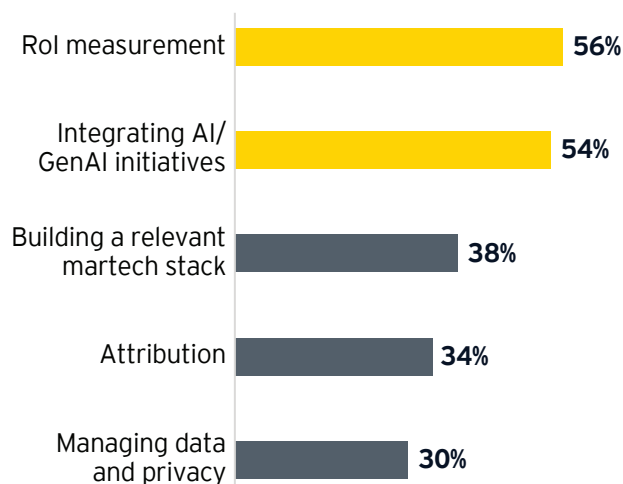 RoI measurement
56%
Integrating AI/
GenAI initiatives
54%
Building a relevant
martech stack
38%
Attribution
34%
Managing data
and privacy
30%